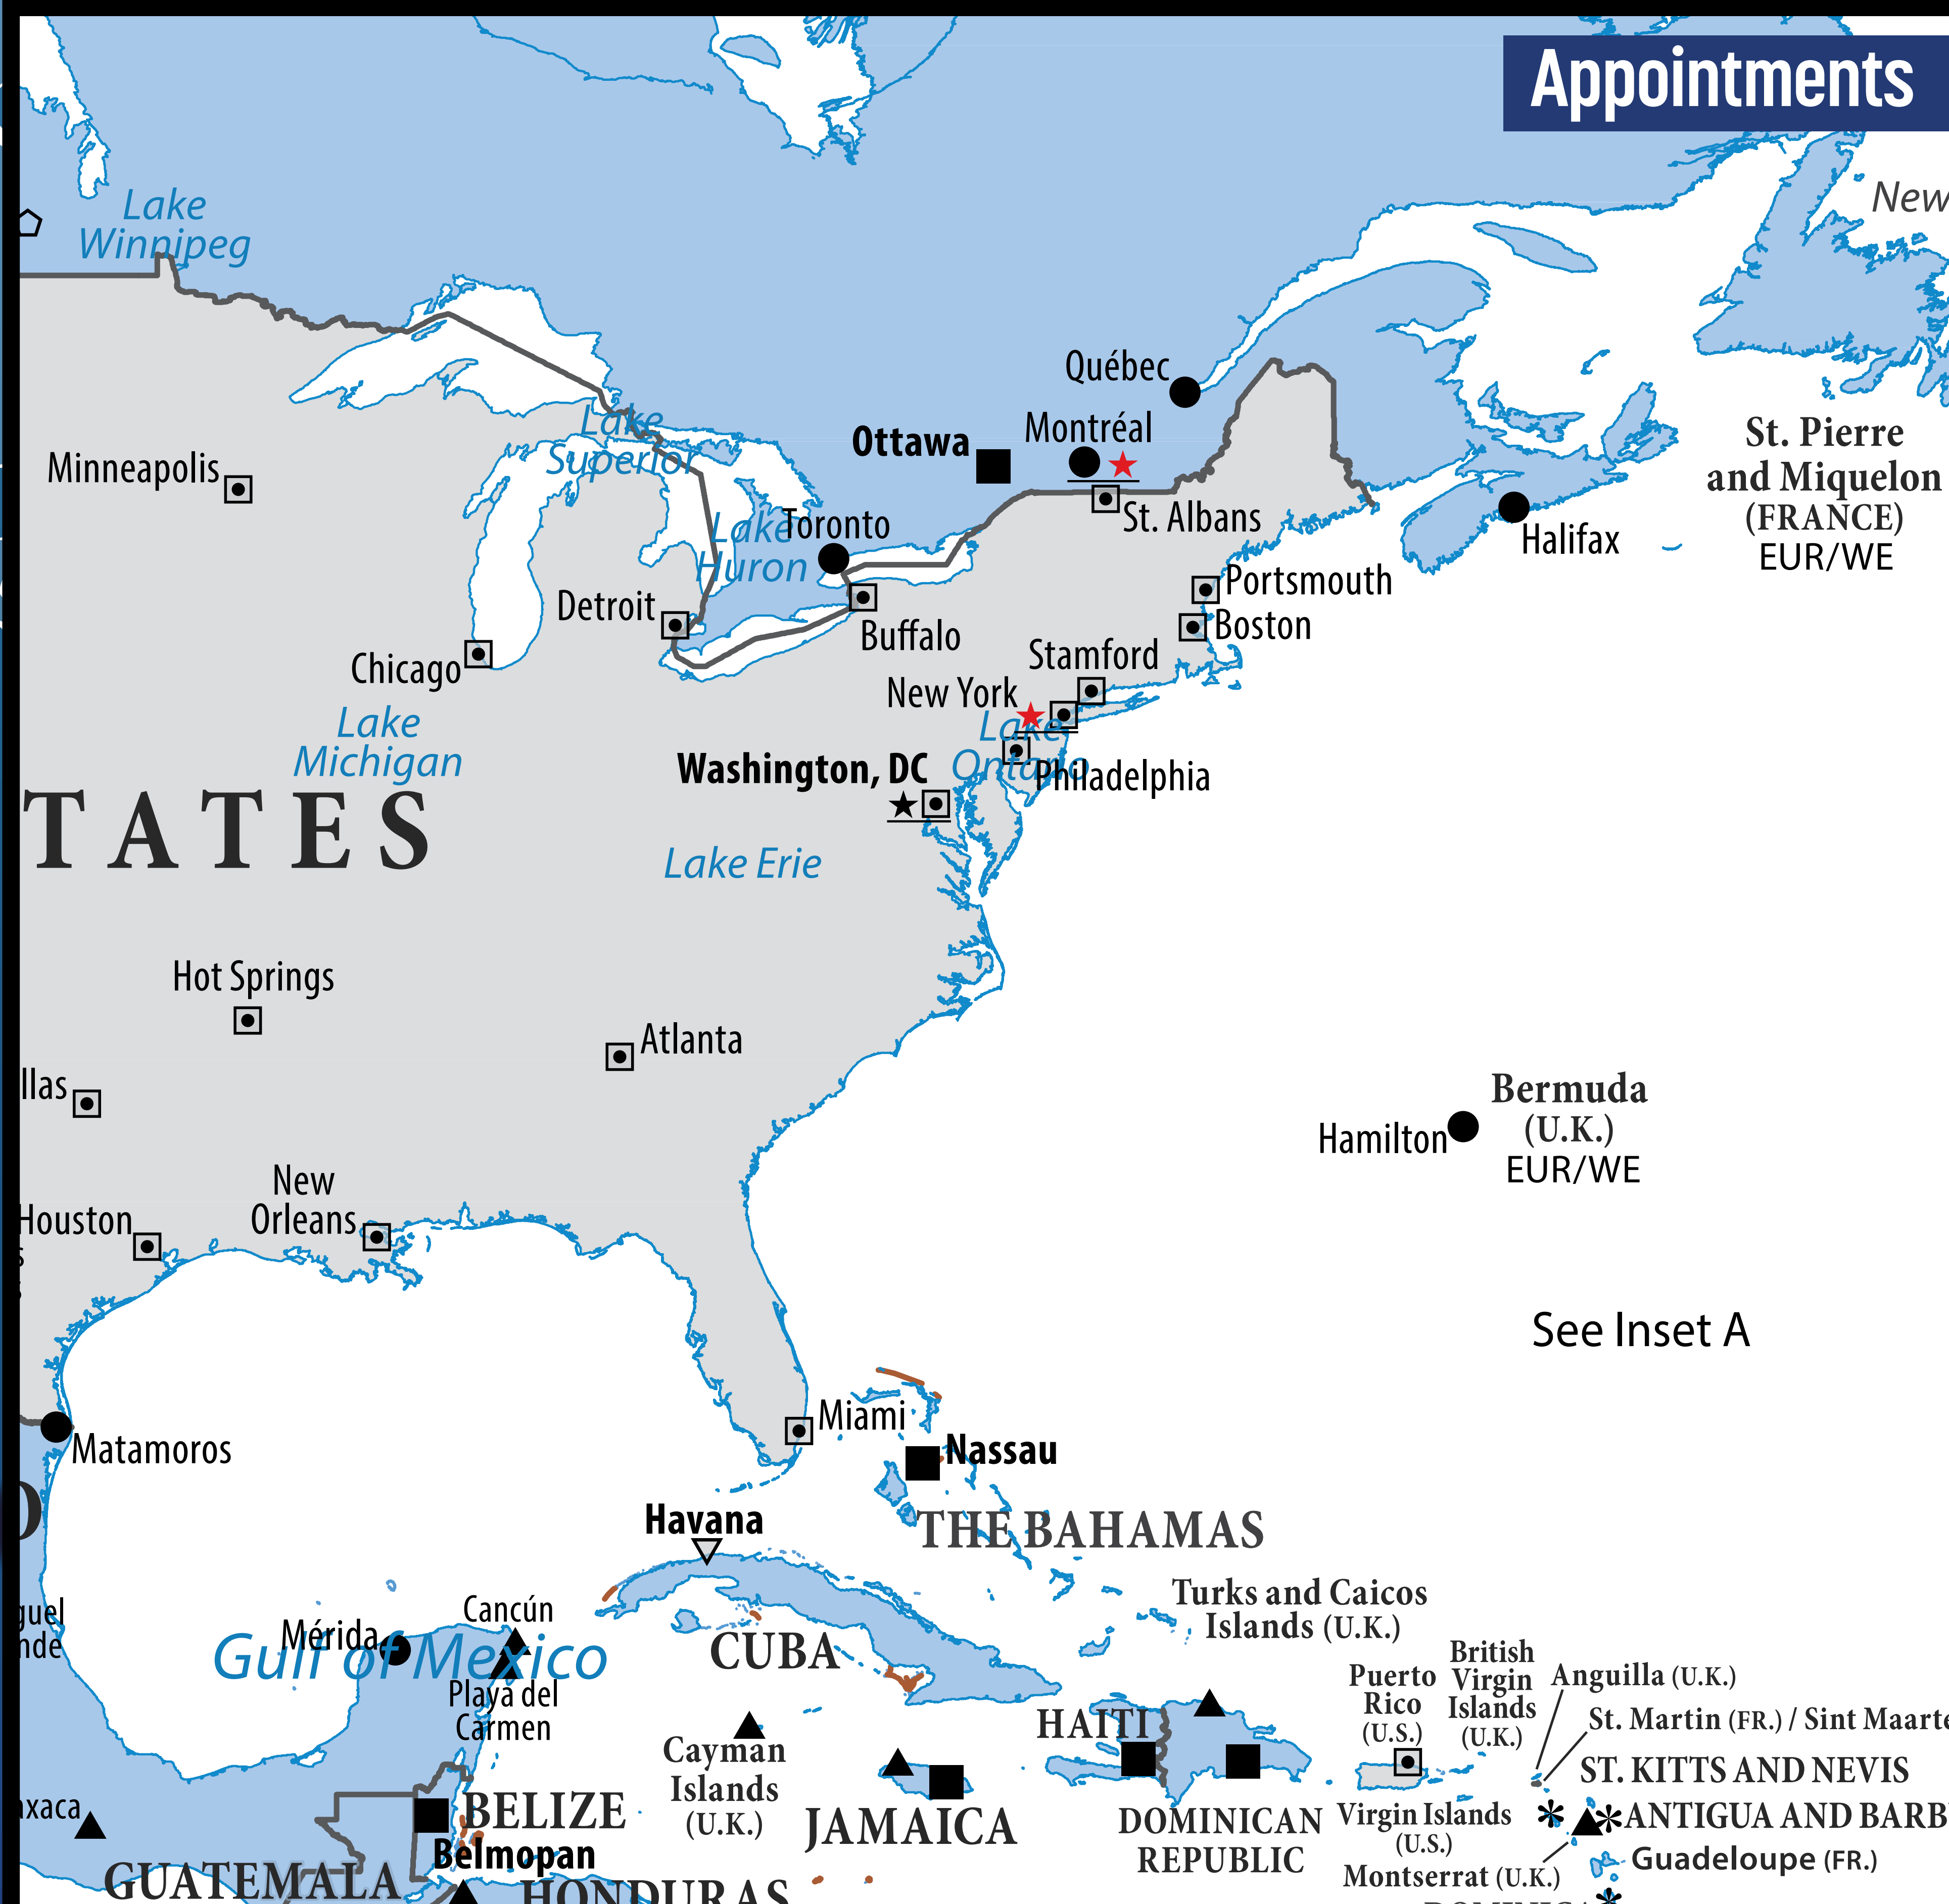 Appointments
Lake
Winnipeg
New
Québec
Montréal
Ottawa
St. Albans
St. Pierre
and Miquelon
(FRANCE)
EUR/WE
Halifax
Minneapolis
Lake
Superior
Lake
Huron
Toronto
Detroit
Buffalo
Portsmouth
Boston
Stamford
New York
Chicago
Lake
Michigan
Lake
Ontario
Philadelphia
Washington, DC
TATES
Lake Erie
Hot Springs
Atlanta
llas
Bermuda
(U.K.)
EUR/WE
Hamilton
New
Orleans
Houston
See Inset A
Miami
Matamoros
Nassau
THE BAHAMAS
Havana
Turks and Caicos
Islands (U.K.)
guel
nde
Mérida
Cancún
Gulf of Mexico
Playa del
Carmen
CUBA
Puerto
Rico
(U.S.)
British
Virgin
Islands
(U.K.)
Anguilla (U.K.)
St. Martin (FR.) / Sint Maarte
HAITI
Cayman
Islands
(U.K.)
ST. KITTS AND NEVIS
axaca
BELIZE
Belmopan
JAMAICA
DOMINICAN
REPUBLIC
Virgin Islands
(U.S.)
ANTIGUA AND BARB
Montserrat (U.K.)
Guadeloupe (FR.)
GUATEMALA
HONDURAS